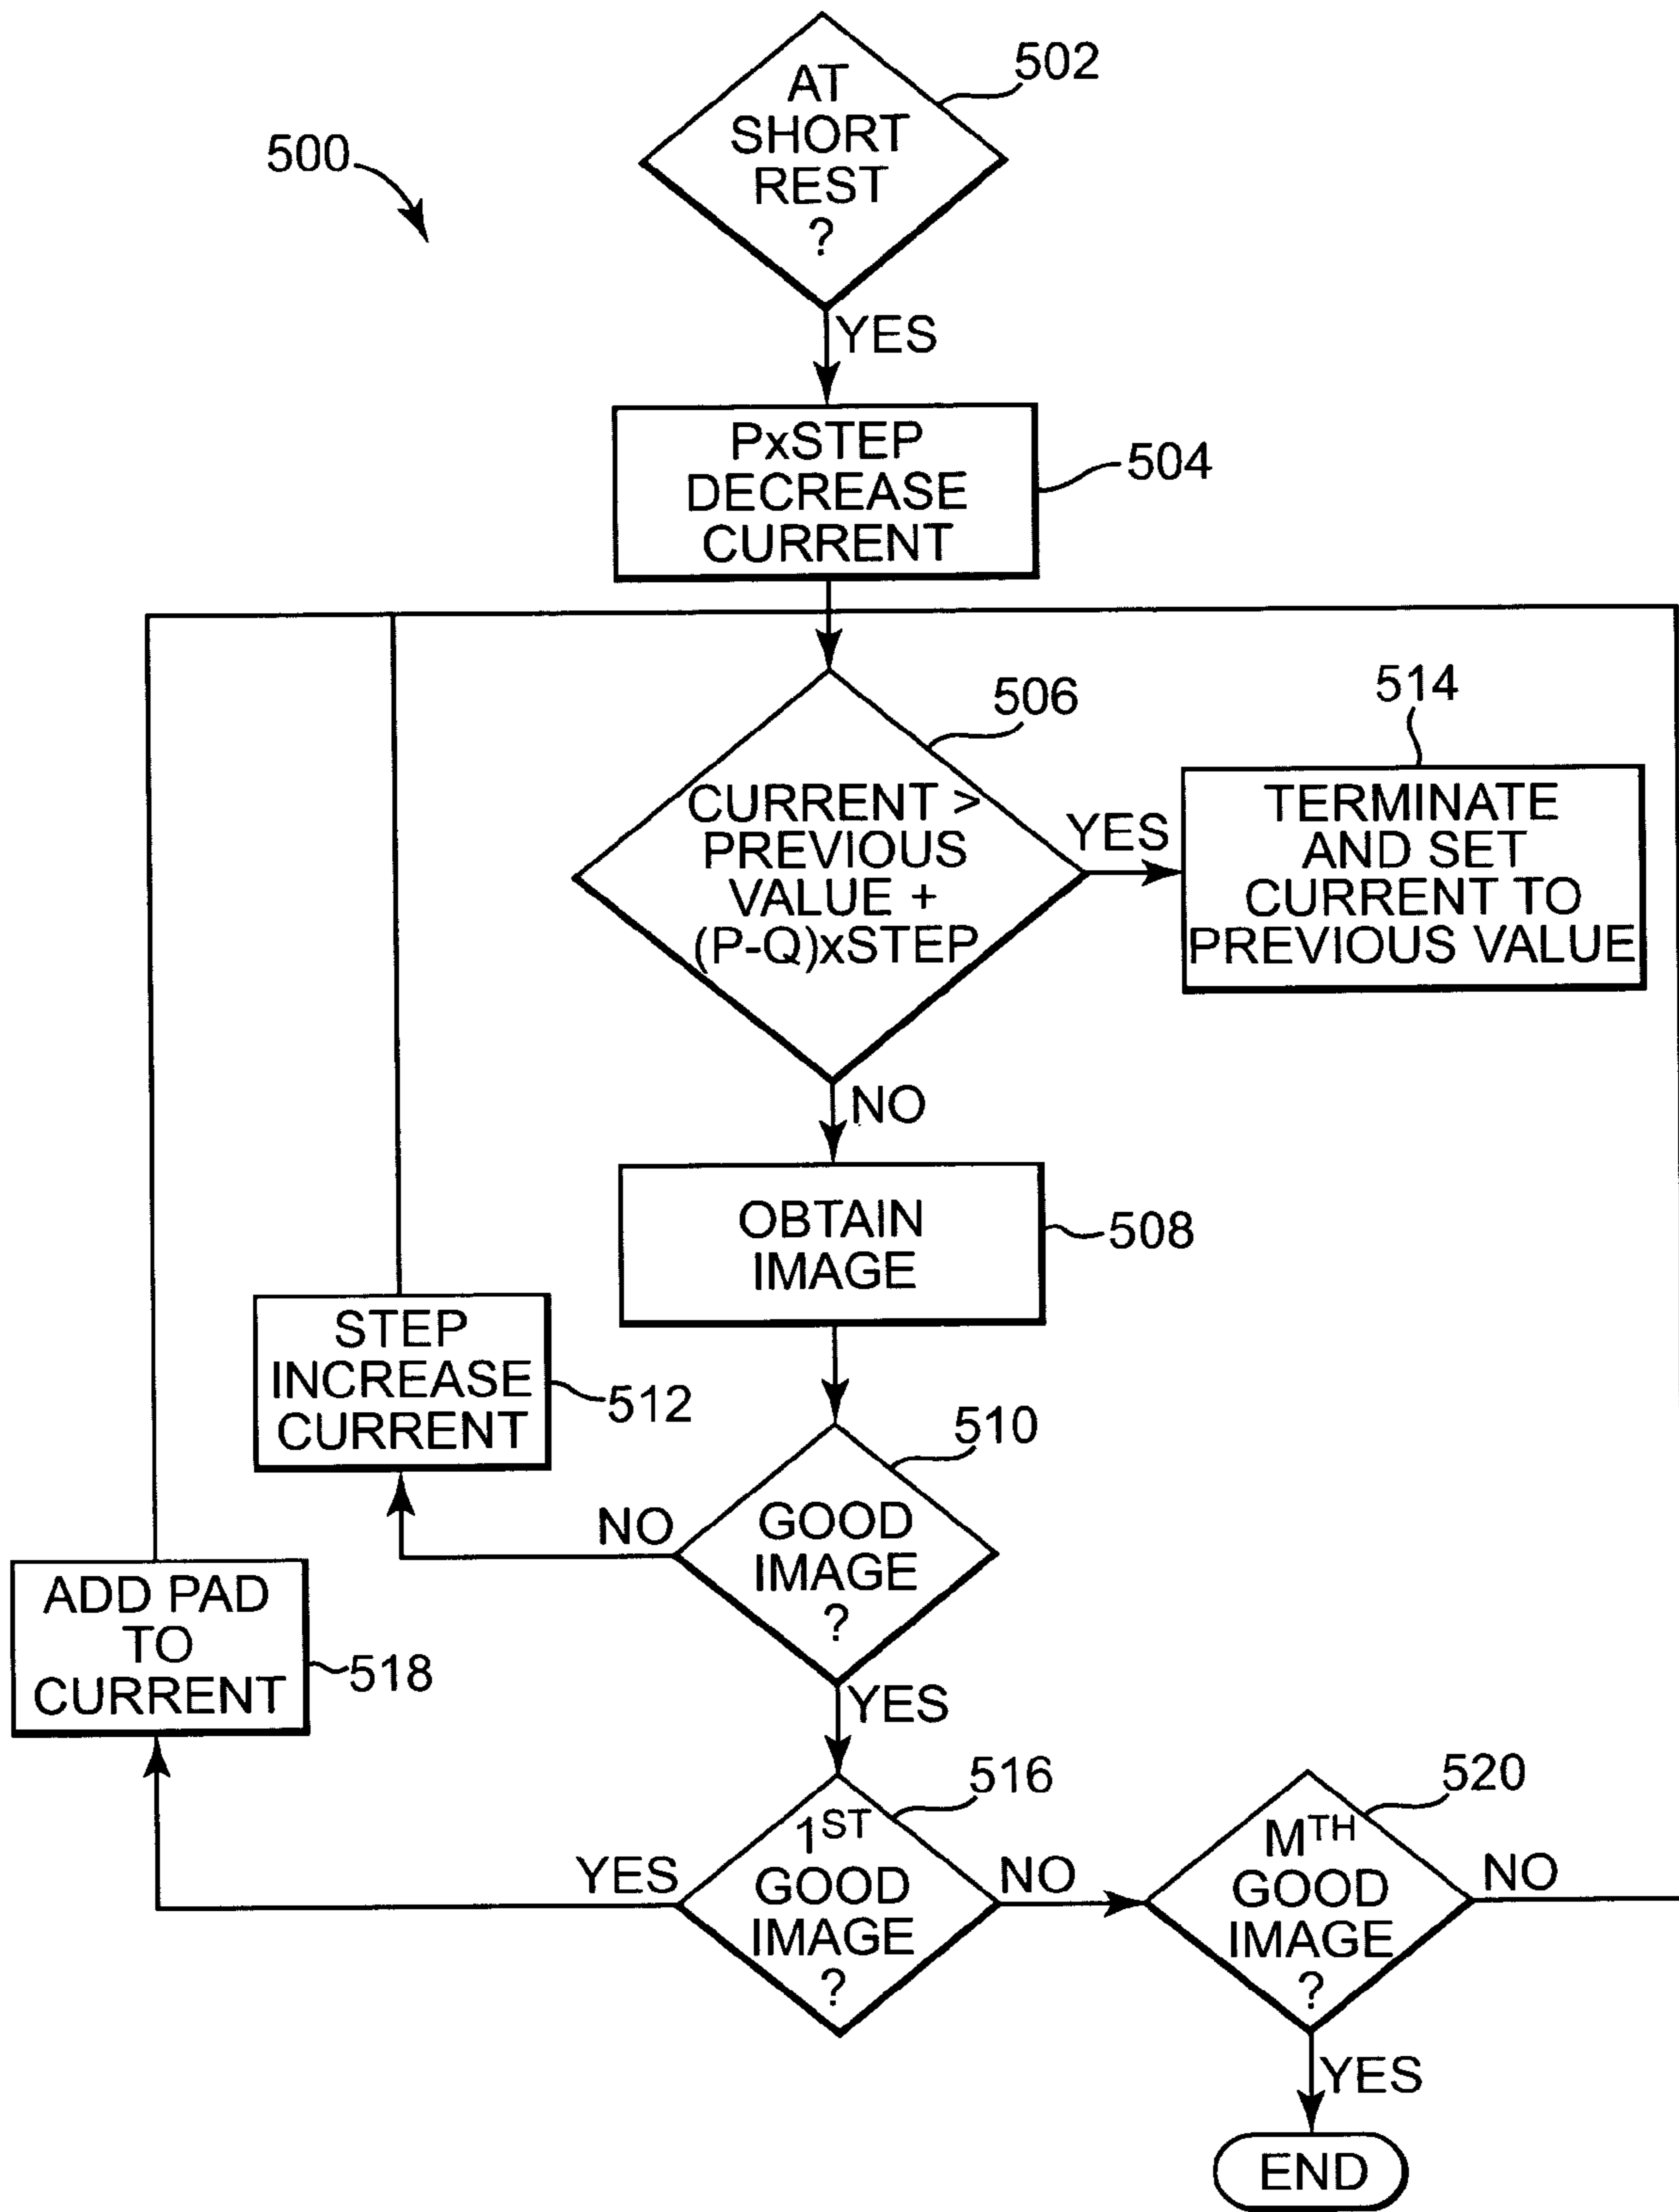 500
502
AT
SHORT
REST
?
YES
PxSTEP
DECREASE
CURRENT
504
506
CURRENT >
PREVIOUS
VALUE +
(P-Q)xSTEP
YES
514
TERMINATE
AND SET
CURRENT TO
PREVIOUS VALUE
NO
OBTAIN
IMAGE
508
STEP
INCREASE
CURRENT
512
510
NO
GOOD
IMAGE
?
YES
ADD PAD
TO
CURRENT
518
516
YES
1ST
GOOD
IMAGE
?
NO
520
MTH
GOOD
IMAGE
?
NO
YES
END